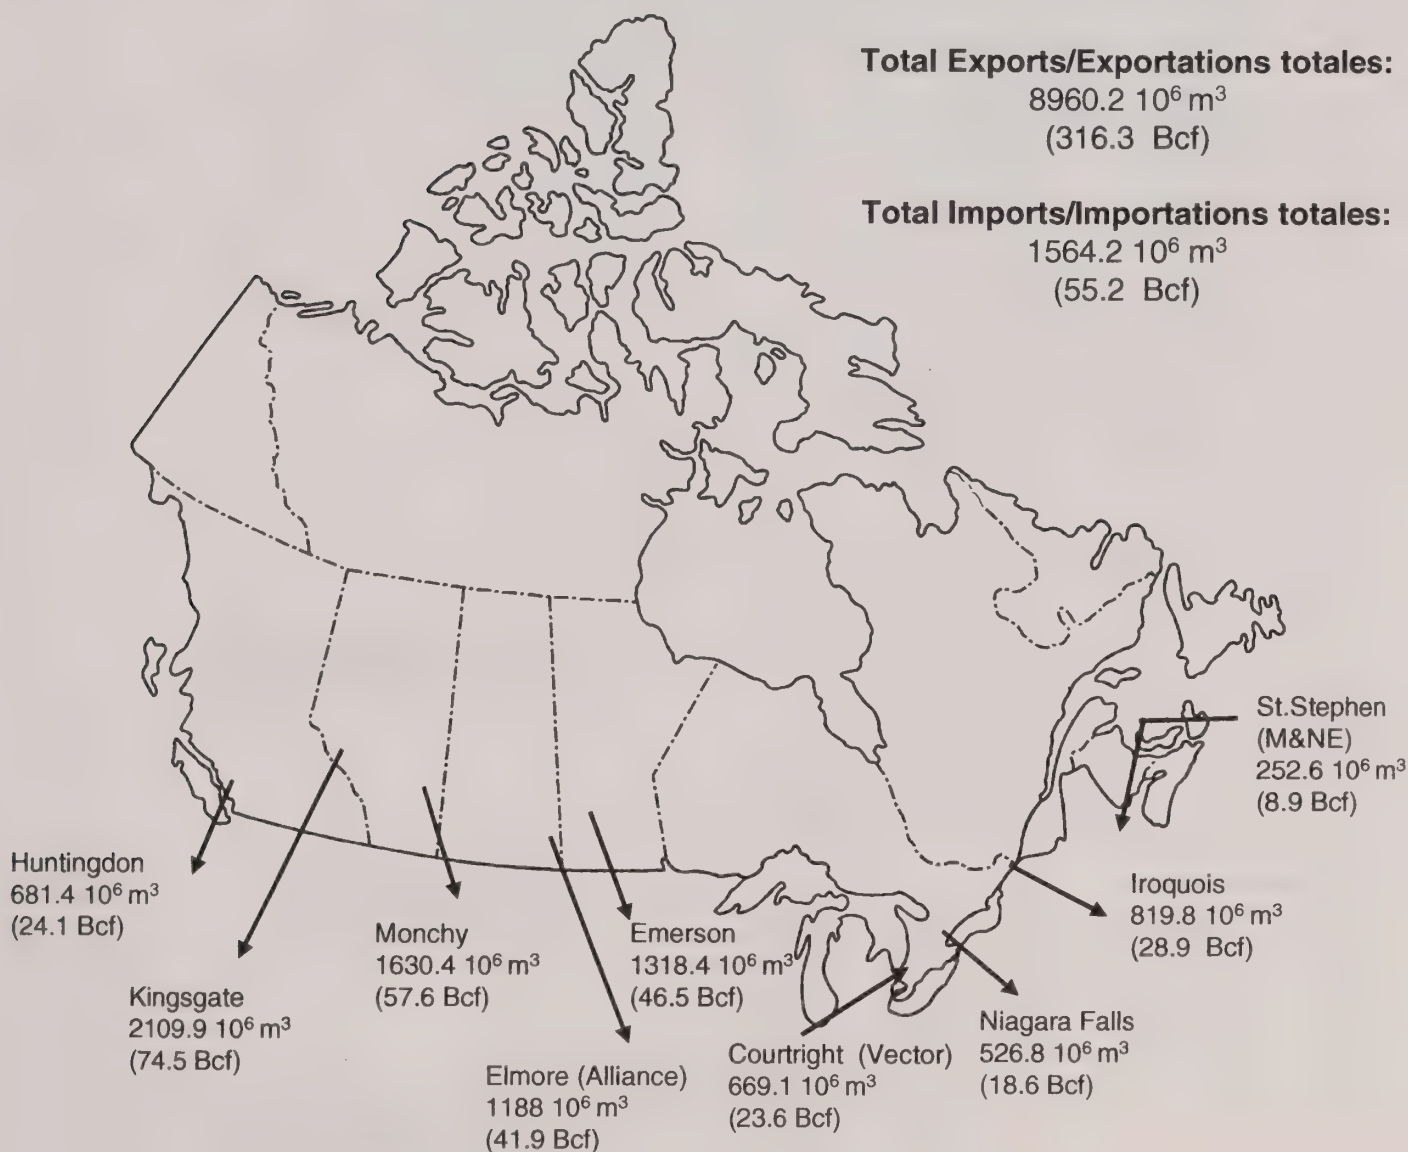 Total Exports/Exportations totales:
8960.2 10⁶ m³
(316.3 Bcf)
Total Imports/Importations totales:
1564.2 10⁶ m³
(55.2 Bcf)
St.Stephen
(M&NE)
252.6 10⁶ m³
(8.9 Bcf)
Huntingdon
681.4 10⁶ m³
(24.1 Bcf)
Kingsgate
2109.9 10⁶ m³
(74.5 Bcf)
Monchy
1630.4 10⁶ m³
(57.6 Bcf)
Elmore (Alliance)
1188 10⁶ m³
(41.9 Bcf)
Emerson
1318.4 10⁶ m³
(46.5 Bcf)
Courtright (Vector)
669.1 10⁶ m³
(23.6 Bcf)
Niagara Falls
526.8 10⁶ m³
(18.6 Bcf)
Iroquois
819.8 10⁶ m³
(28.9 Bcf)